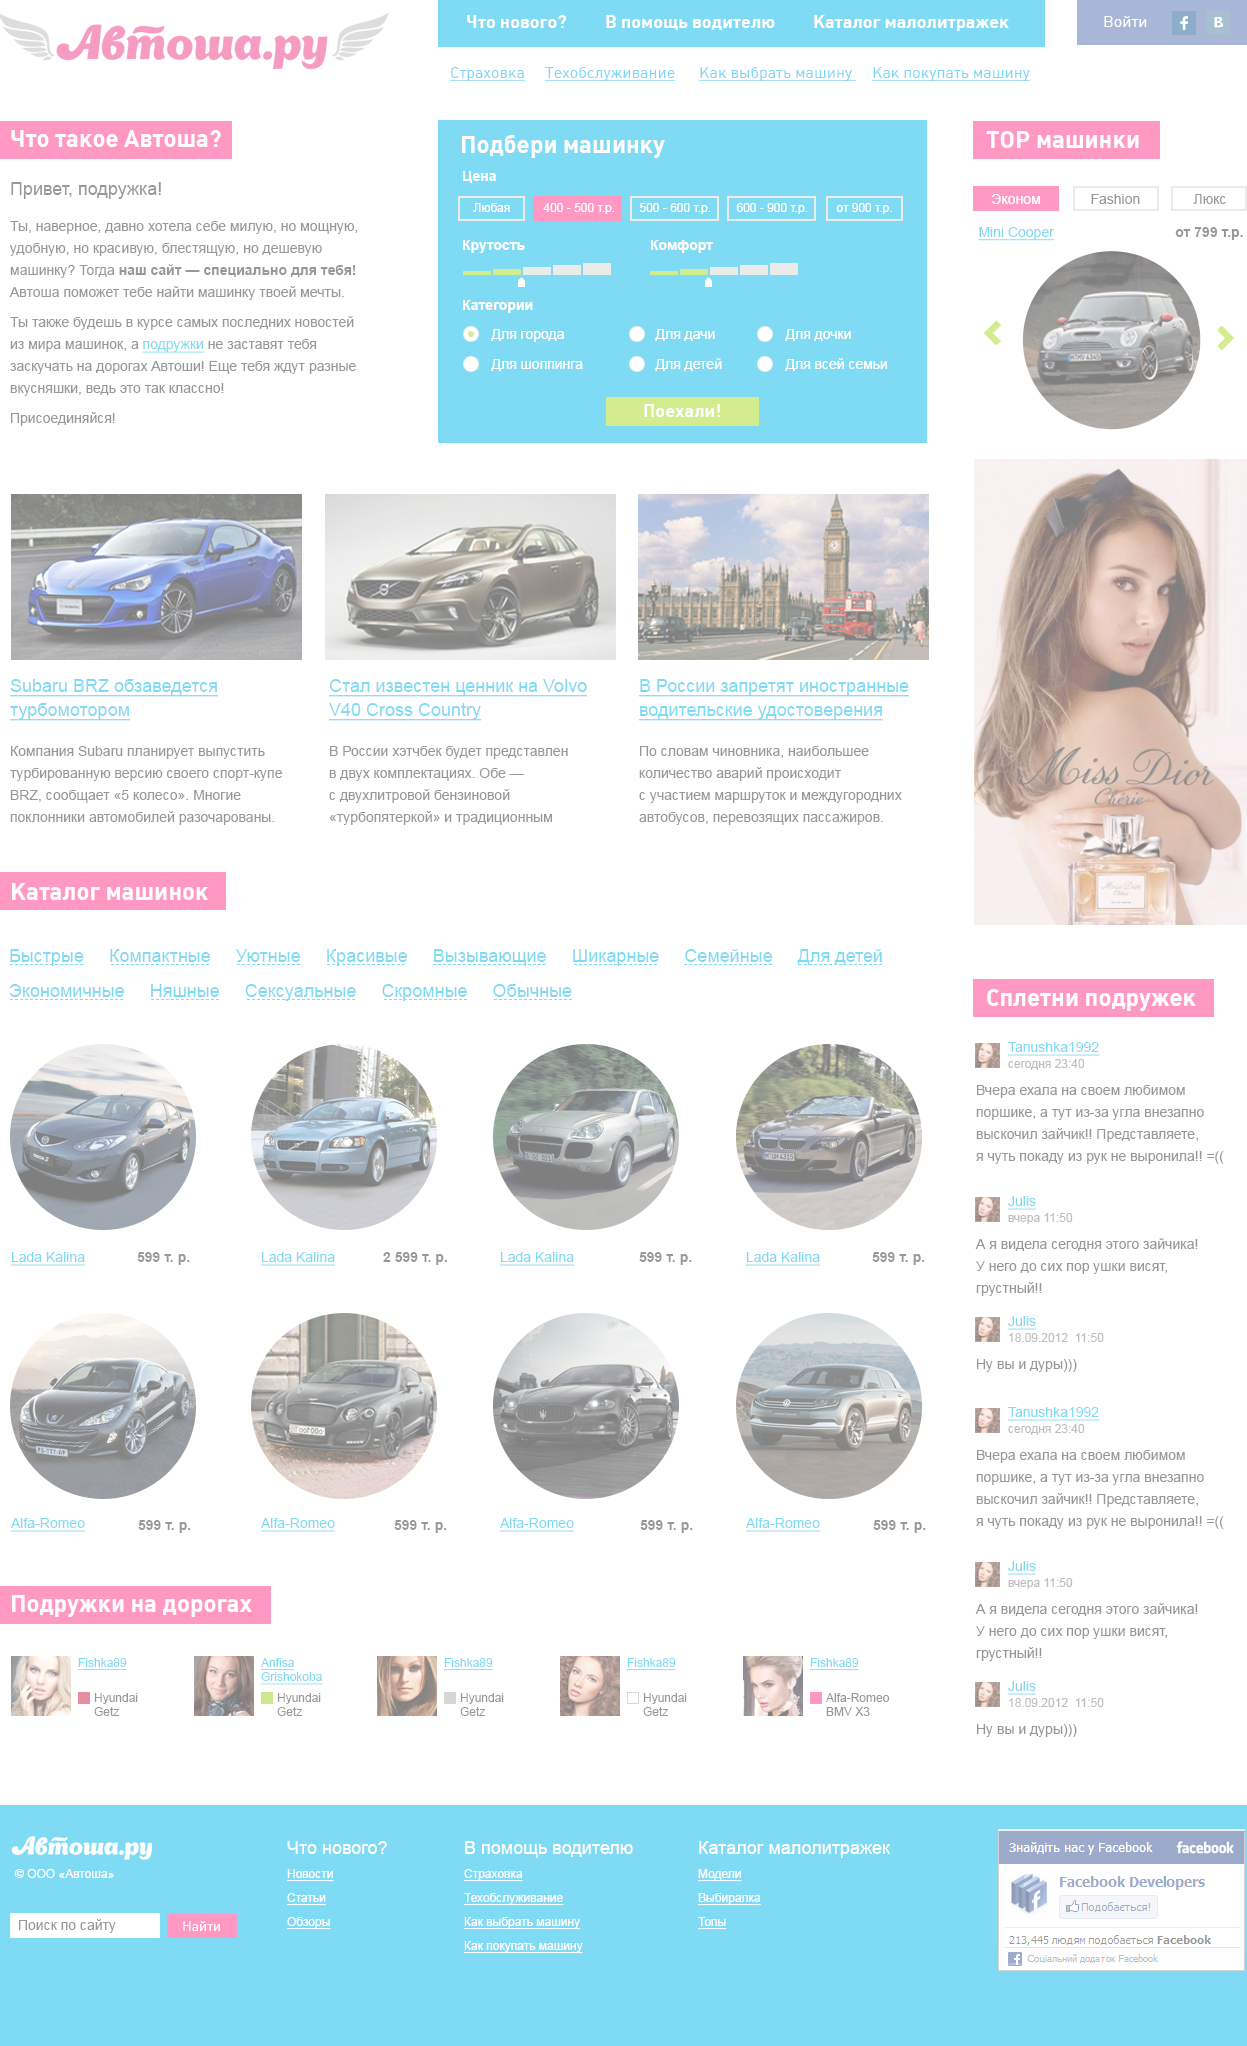 Автоша.ру
Что нового?
В помощь водителю
Каталог малолитражек
Войти
f
В
Страховка
Техобслуживание
Как выбрать машину
Как покупать машину
Что такое Автоша?
Привет, подружка!
Ты, наверное, давно хотела себе милую, но мощную,
удобную, но красивую, блестящую, но дешевую
машинку? Тогда наш сайт — специально для тебя!
Автоша поможет тебе найти машинку твоей мечты.
Ты также будешь в курсе самых последних новостей
из мира машинок, а подружки не заставят тебя
заскучать на дорогах Автоши! Еще тебя ждут разные
вкусняшки, ведь это так классно!
Присоединяйся!
Подбери машинку
Цена
Любая
400 - 500 т.р.
500 - 600 т.р.
600 - 900 т.р.
от 900 т.р.
Крутость
Комфорт
Категории
Для города
Для дачи
Для дочки
Для шоппинга
Для детей
Для всей семьи
Поехали!
TOP машинки
Эконом
Fashion
Люкс
Mini Cooper
от 799 т.р.
Miss Dior
Chérie
Miss Dior
Chérie
Subaru BRZ обзаведется
турбомотором
Компания Subaru планирует выпустить
турбированную версию своего спорт-купе
BRZ, сообщает «5 колесо». Многие
поклонники автомобилей разочарованы.
Стал известен ценник на Volvo
V40 Cross Country
В России хэтчбек будет представлен
в двух комплектациях. Обе —
с двухлитровой бензиновой
«турбопятеркой» и традиционным
В России запретят иностранные
водительские удостоверения
По словам чиновника, наибольшее
количество аварий происходит
с участием маршруток и междугородних
автобусов, перевозящих пассажиров.
Каталог машинок
Быстрые
Компактные
Уютные
Красивые
Вызывающие
Шикарные
Семейные
Для детей
Экономичные
Няшные
Сексуальные
Скромные
Обычные
Lada Kalina
599 т. р.
Lada Kalina
2 599 т. р.
Lada Kalina
599 т. р.
Lada Kalina
599 т. р.
Alfa-Romeo
599 т. р.
Alfa-Romeo
599 т. р.
Alfa-Romeo
599 т. р.
Alfa-Romeo
599 т. р.
Сплетни подружек
Tanushka1992
сегодня 23:40
Вчера ехала на своем любимом
поршике, а тут из-за угла внезапно
выскочил зайчик!! Представляете,
я чуть покаду из рук не выронила!! =((
Julis
вчера 11:50
А я видела сегодня этого зайчика!
У него до сих пор ушки висят,
грустный!!
Julis
18.09.2012 11:50
Ну вы и дуры)))
Tanushka1992
сегодня 23:40
Вчера ехала на своем любимом
поршике, а тут из-за угла внезапно
выскочил зайчик!! Представляете,
я чуть покаду из рук не выронила!! =((
Julis
вчера 11:50
А я видела сегодня этого зайчика!
У него до сих пор ушки висят,
грустный!!
Julis
18.09.2012 11:50
Ну вы и дуры)))
Подружки на дорогах
Fishka89
Hyundai
Getz
Anfisa
Grishokoba
Hyundai
Getz
Fishka89
Hyundai
Getz
Fishka89
Hyundai
Getz
Fishka89
Alfa-Romeo
BMV X3
Автоша.ру
© ООО «Автоша»
Поиск по сайту
Найти
Что нового?
Новости
Статьи
Обзоры
В помощь водителю
Страховка
Техобслуживание
Как выбрать машину
Как покупать машину
Каталог малолитражек
Модели
Выбиралка
Топы
Знайдіть нас у Facebook
facebook
Facebook Developers
Подобається!
213,445 людям подобається Facebook
Соціальний додаток Facebook